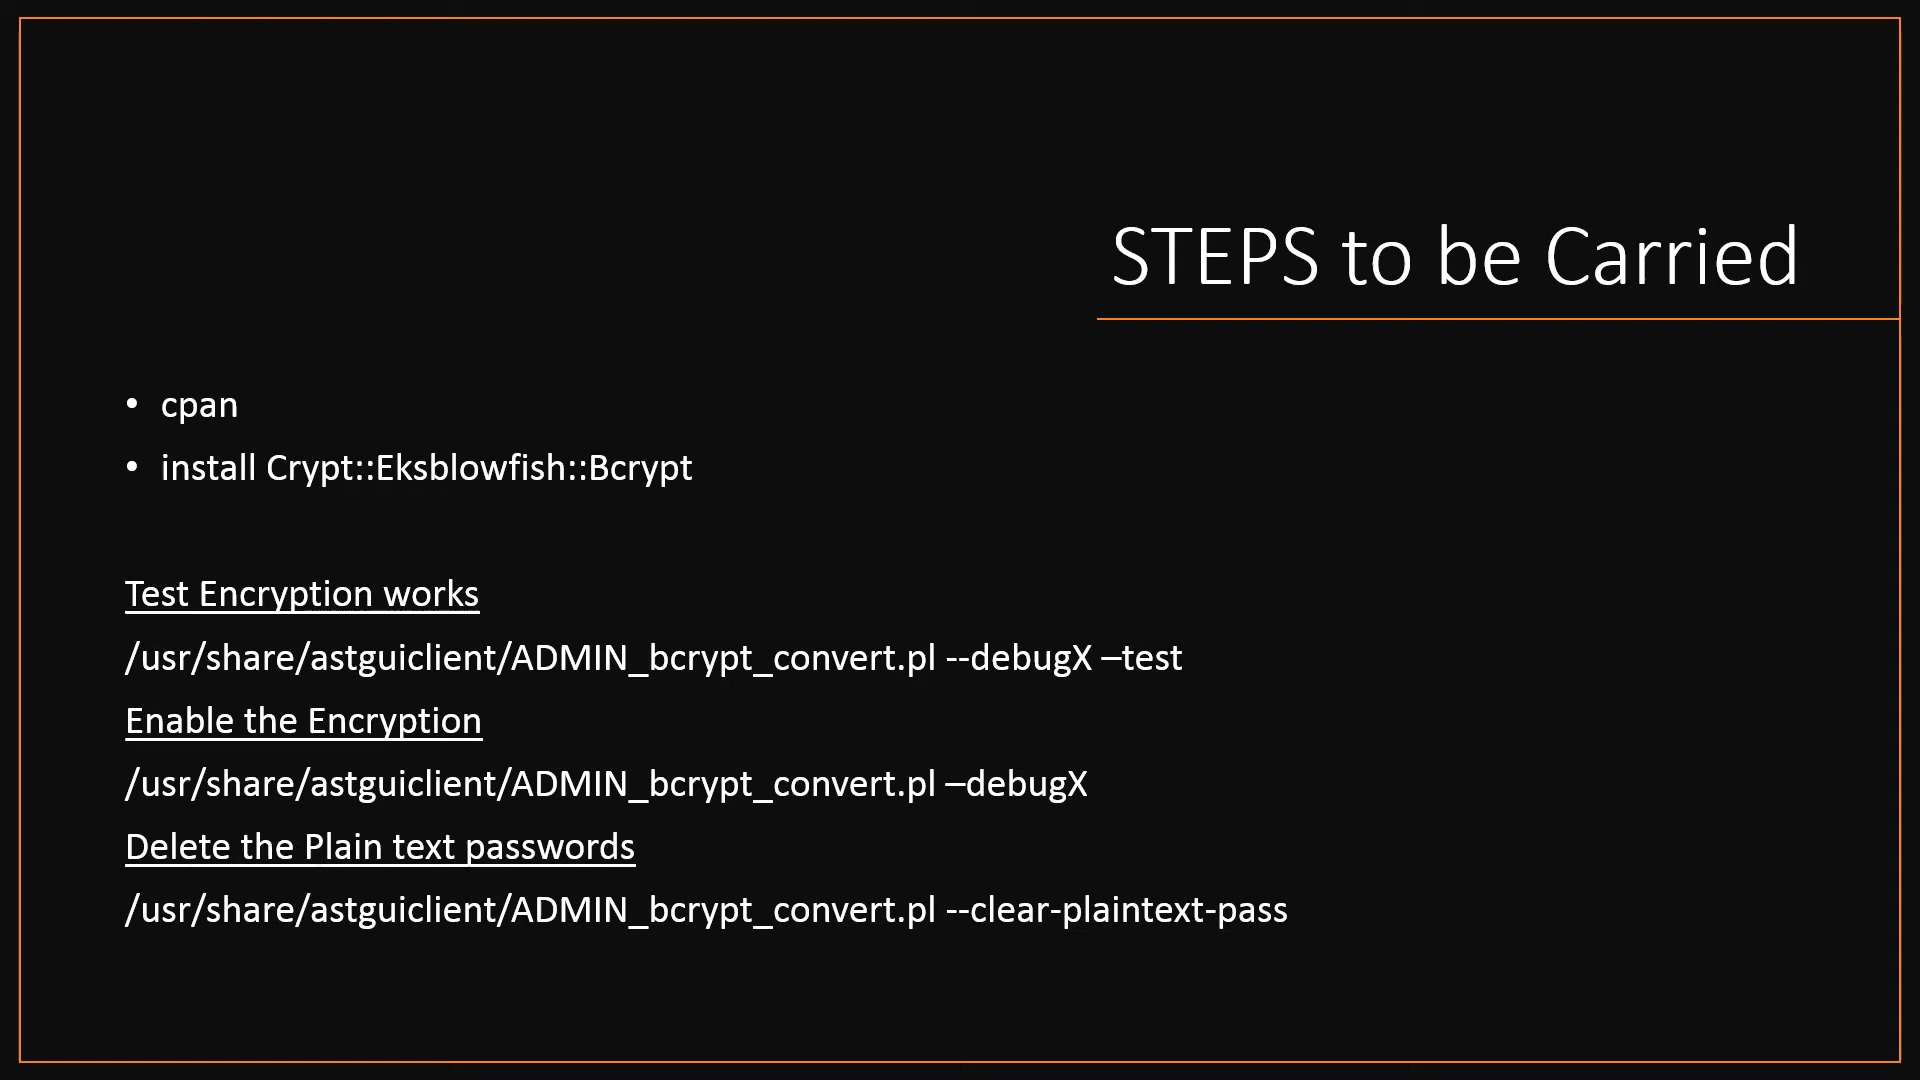 STEPS to be Carried
• cpan
• install Crypt::Eksblowfish::Bcrypt
Test Encryption works
/usr/share/astguiclient/ADMIN_bcrypt_convert.pl --debugX –test
Enable the Encryption
/usr/share/astguiclient/ADMIN_bcrypt_convert.pl –debugX
Delete the Plain text passwords
/usr/share/astguiclient/ADMIN_bcrypt_convert.pl --clear-plaintext-pass